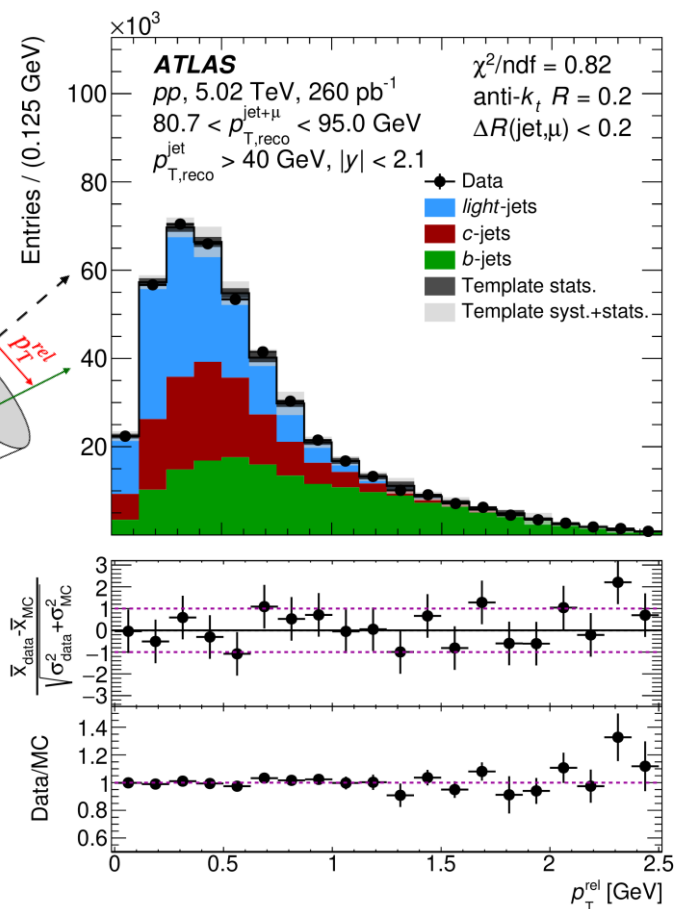 ×10³
Entries / (0.125 GeV)
ATLAS
pp, 5.02 TeV, 260 pb⁻¹
80.7 < p_{T,reco}^{jet+μ} < 95.0 GeV
p_{T,reco}^{jet} > 40 GeV, |y| < 2.1
χ²/ndf = 0.82
anti-k_t R = 0.2
ΔR(jet,μ) < 0.2
Data
light-jets
c-jets
b-jets
Template stats.
Template syst.+stats.
100
80
60
40
20
p_T^{rel}
x̄_data-x̄_MC
√σ²_data+σ²_MC
3
2
1
0
−1
−2
−3
Data/MC
1.4
1.2
1
0.8
0.6
0 0.5 1 1.5 2 2.5
p_T^{rel} [GeV]